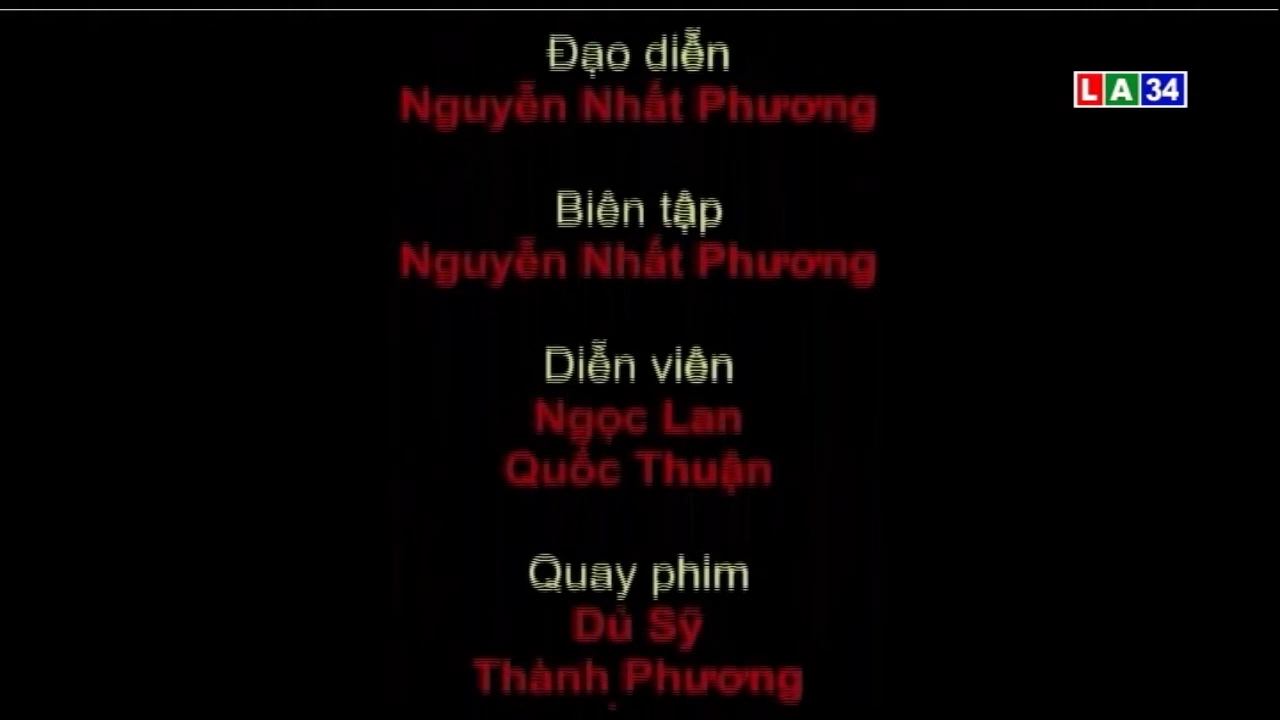 Đạo diễn
LA34
Nguyễn Nhất Phương
Biên tập
Nguyễn Nhất Phương
Diễn viên
Ngọc Lan
Quốc Thuận
Quay phim
Dủ Sỹ
Thành Phương